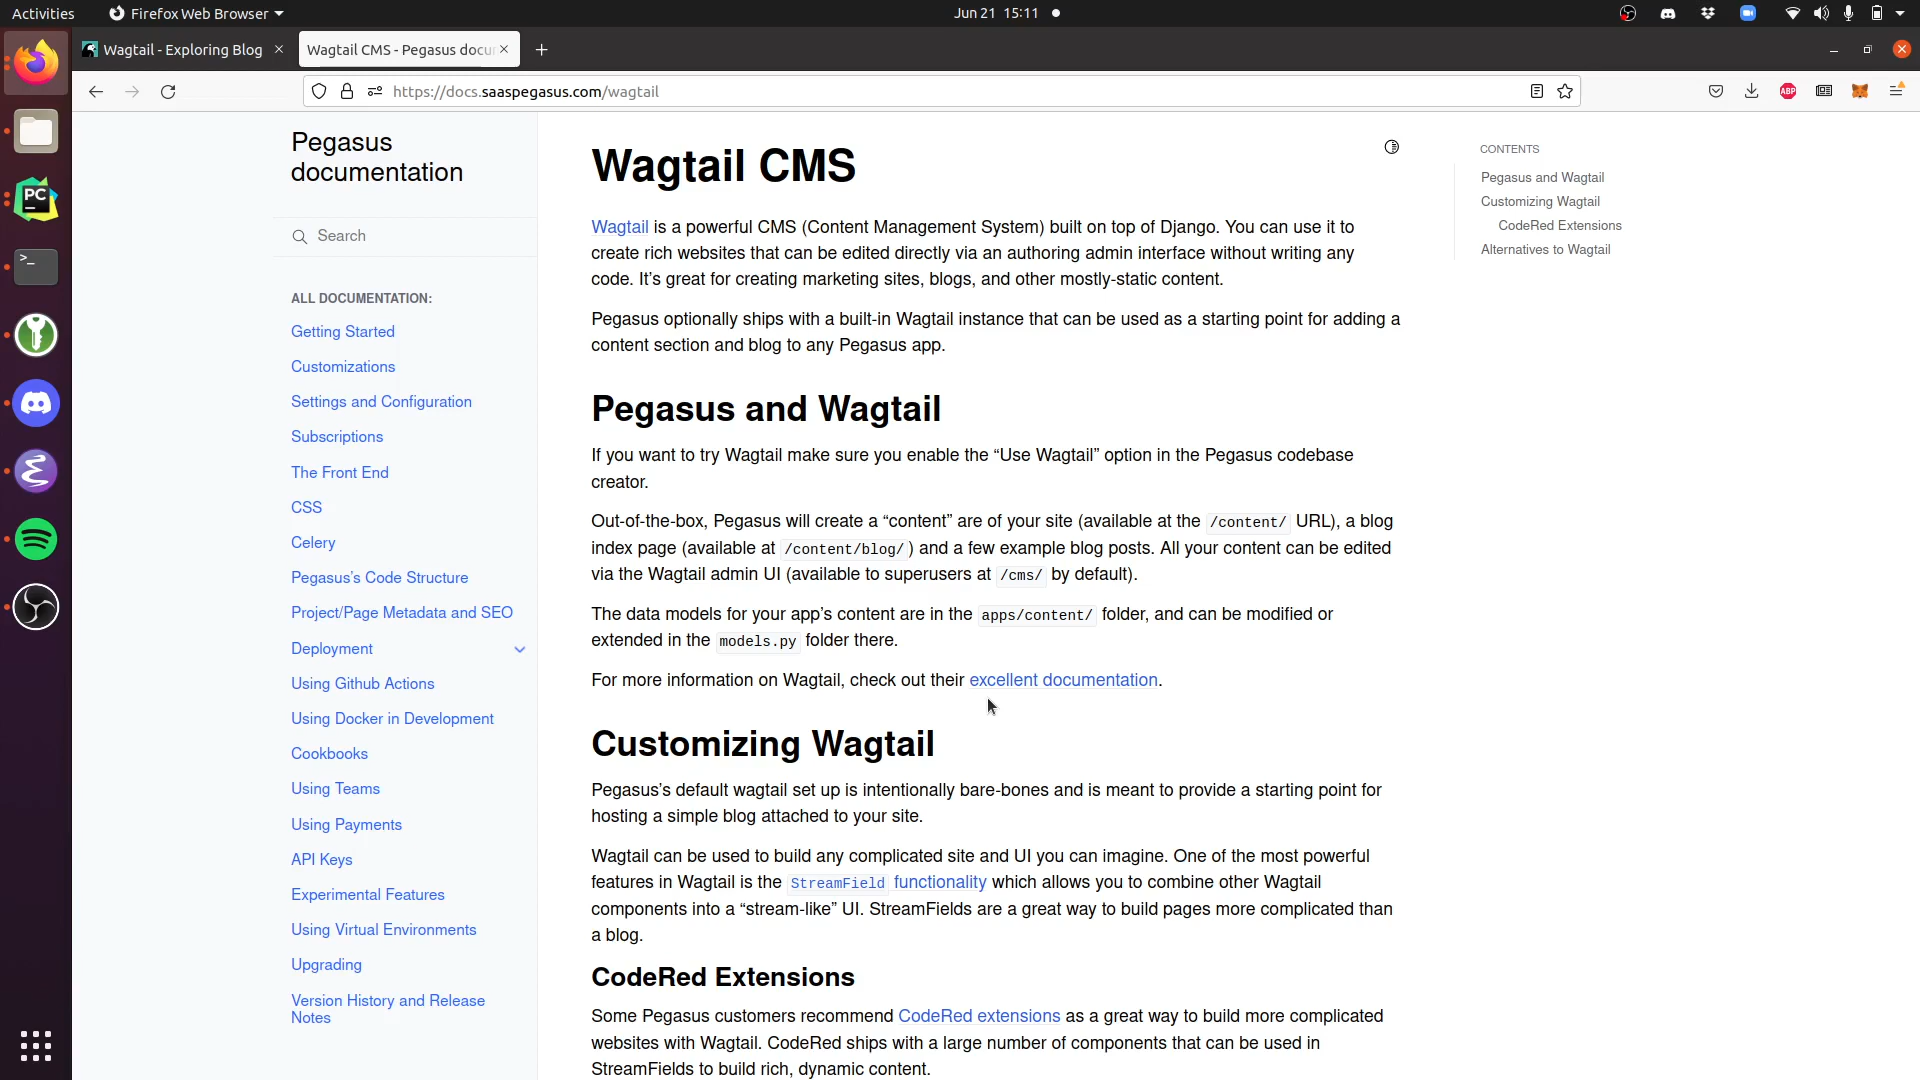 Activities
Firefox Web Browser
Jun 21 15:11
Wagtail - Exploring Blog
Wagtail CMS - Pegasus docu
https://docs.saaspegasus.com/wagtail
ABP
PC
>_
Pegasus
documentation
Search
ALL DOCUMENTATION:
Getting Started
Customizations
Settings and Configuration
Subscriptions
The Front End
CSS
Celery
Pegasus's Code Structure
Project/Page Metadata and SEO
Deployment
Using Github Actions
Using Docker in Development
Cookbooks
Using Teams
Using Payments
API Keys
Experimental Features
Using Virtual Environments
Upgrading
Version History and Release
Notes
Wagtail CMS
Wagtail is a powerful CMS (Content Management System) built on top of Django. You can use it to
create rich websites that can be edited directly via an authoring admin interface without writing any
code. It's great for creating marketing sites, blogs, and other mostly-static content.
Pegasus optionally ships with a built-in Wagtail instance that can be used as a starting point for adding a
content section and blog to any Pegasus app.
Pegasus and Wagtail
If you want to try Wagtail make sure you enable the “Use Wagtail” option in the Pegasus codebase
creator.
Out-of-the-box, Pegasus will create a “content” are of your site (available at the /content/ URL), a blog
index page (available at /content/blog/ ) and a few example blog posts. All your content can be edited
via the Wagtail admin UI (available to superusers at /cms/ by default).
The data models for your app's content are in the apps/content/ folder, and can be modified or
extended in the models.py folder there.
For more information on Wagtail, check out their excellent documentation.
Customizing Wagtail
Pegasus's default wagtail set up is intentionally bare-bones and is meant to provide a starting point for
hosting a simple blog attached to your site.
Wagtail can be used to build any complicated site and UI you can imagine. One of the most powerful
features in Wagtail is the StreamField functionality which allows you to combine other Wagtail
components into a “stream-like” UI. StreamFields are a great way to build pages more complicated than
a blog.
CodeRed Extensions
Some Pegasus customers recommend CodeRed extensions as a great way to build more complicated
websites with Wagtail. CodeRed ships with a large number of components that can be used in
StreamFields to build rich, dynamic content.
CONTENTS
Pegasus and Wagtail
Customizing Wagtail
CodeRed Extensions
Alternatives to Wagtail